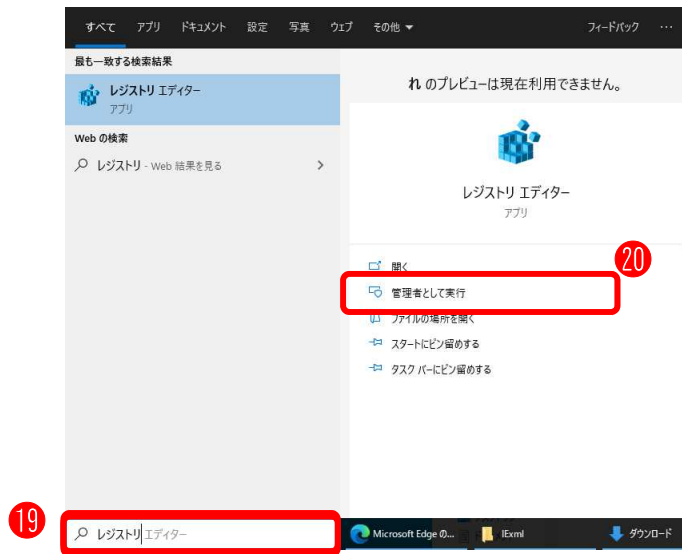 すべて アプリ ドキュメント 設定 写真 ウェブ その他 ▼ フィードバック …
最も一致する検索結果
レジストリ エディター
アプリ
Web の検索
レジストリ - Web 結果を見る
れ のプレビューは現在利用できません。
レジストリ エディター
アプリ
開く
⑳
管理者として実行
ファイルの場所を開く
スタートにピン留めする
タスク バーにピン留めする
⑲
レジストリ エディター
Microsoft Edge の... IExml ダウンロード